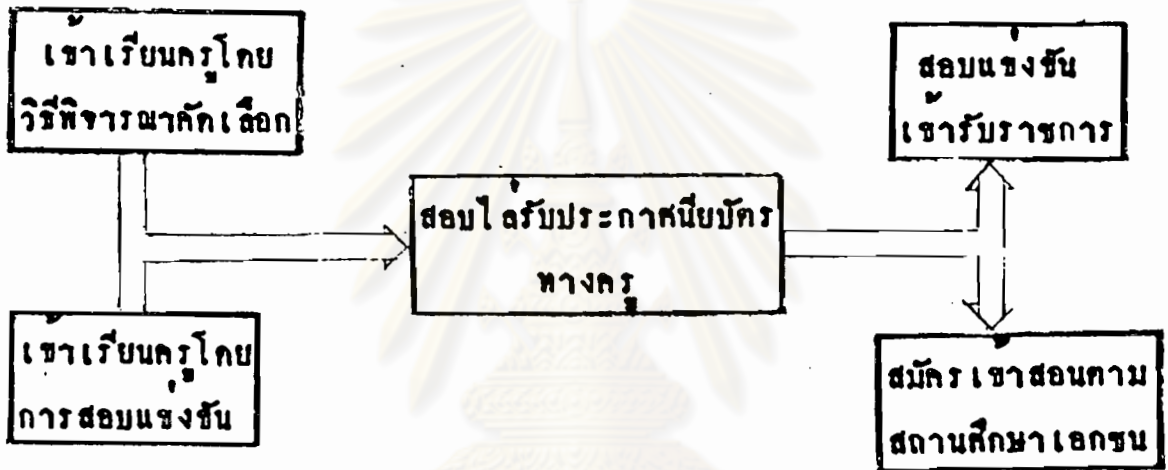 เข้าเรียนครูโดย
วิธีพิจารณาคัดเลือก
เข้าเรียนครูโดย
การสอบแข่งขัน
สอบไล่รับประกาศนียบัตร
ทางครู
สอบแข่งขัน
เข้ารับราชการ
สมัครเข้าสอนตาม
สถานศึกษาเอกชน